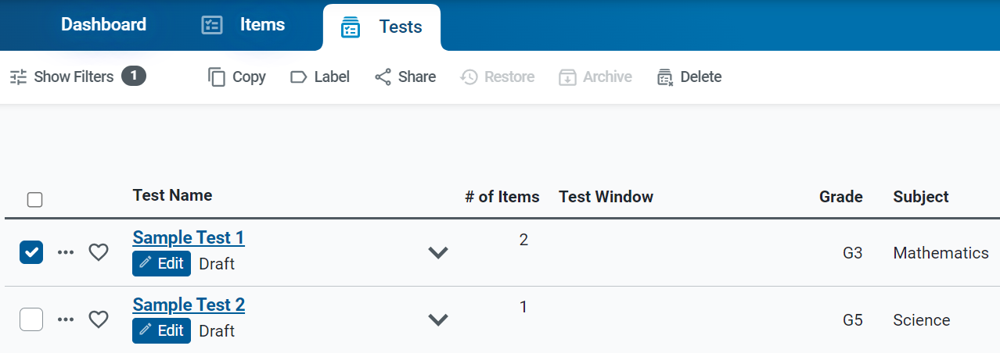 Dashboard Items Tests
Show Filters 1 Copy Label Share Restore Archive Delete
Test Name # of Items Test Window Grade Subject
Sample Test 1 2
Edit Draft G3 Mathematics
Sample Test 2 1
Edit Draft G5 Science